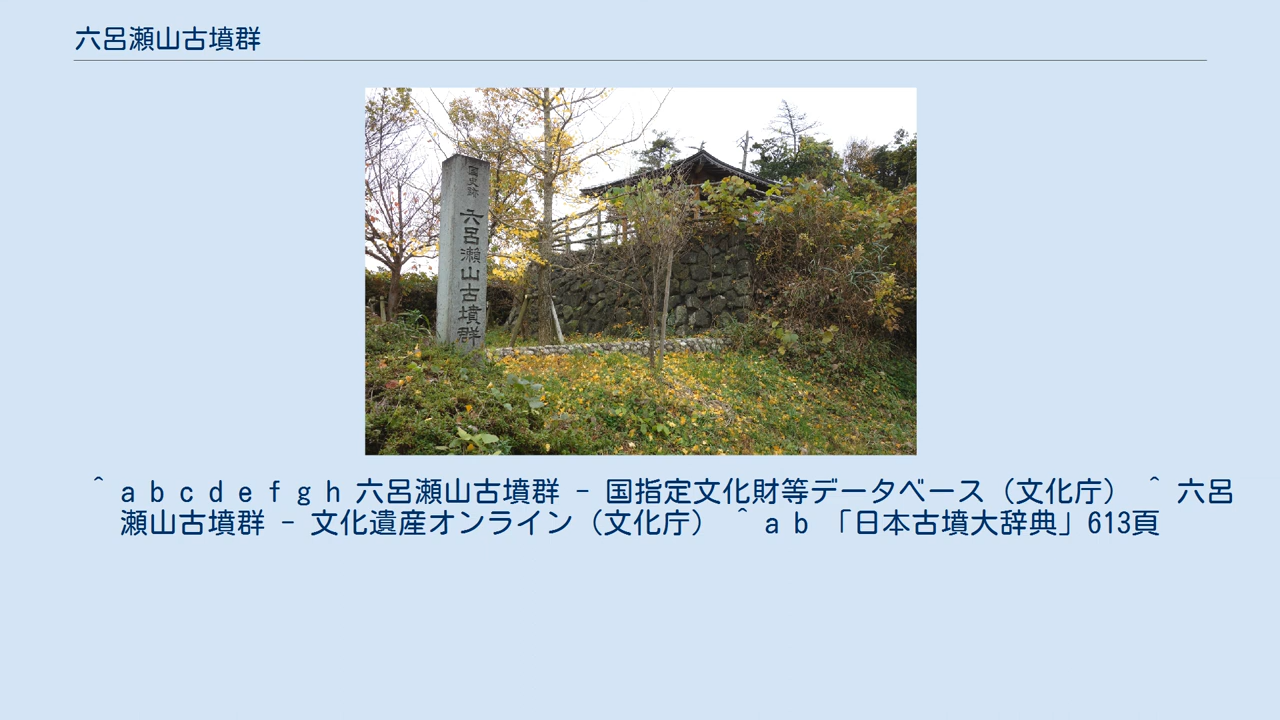 六呂瀬山古墳群
国史跡 六呂瀬山古墳群
^ a b c d e f g h 六呂瀬山古墳群 - 国指定文化財等データベース（文化庁） ^ 六呂
瀬山古墳群 - 文化遺産オンライン（文化庁） ^ a b 「日本古墳大辞典」613頁